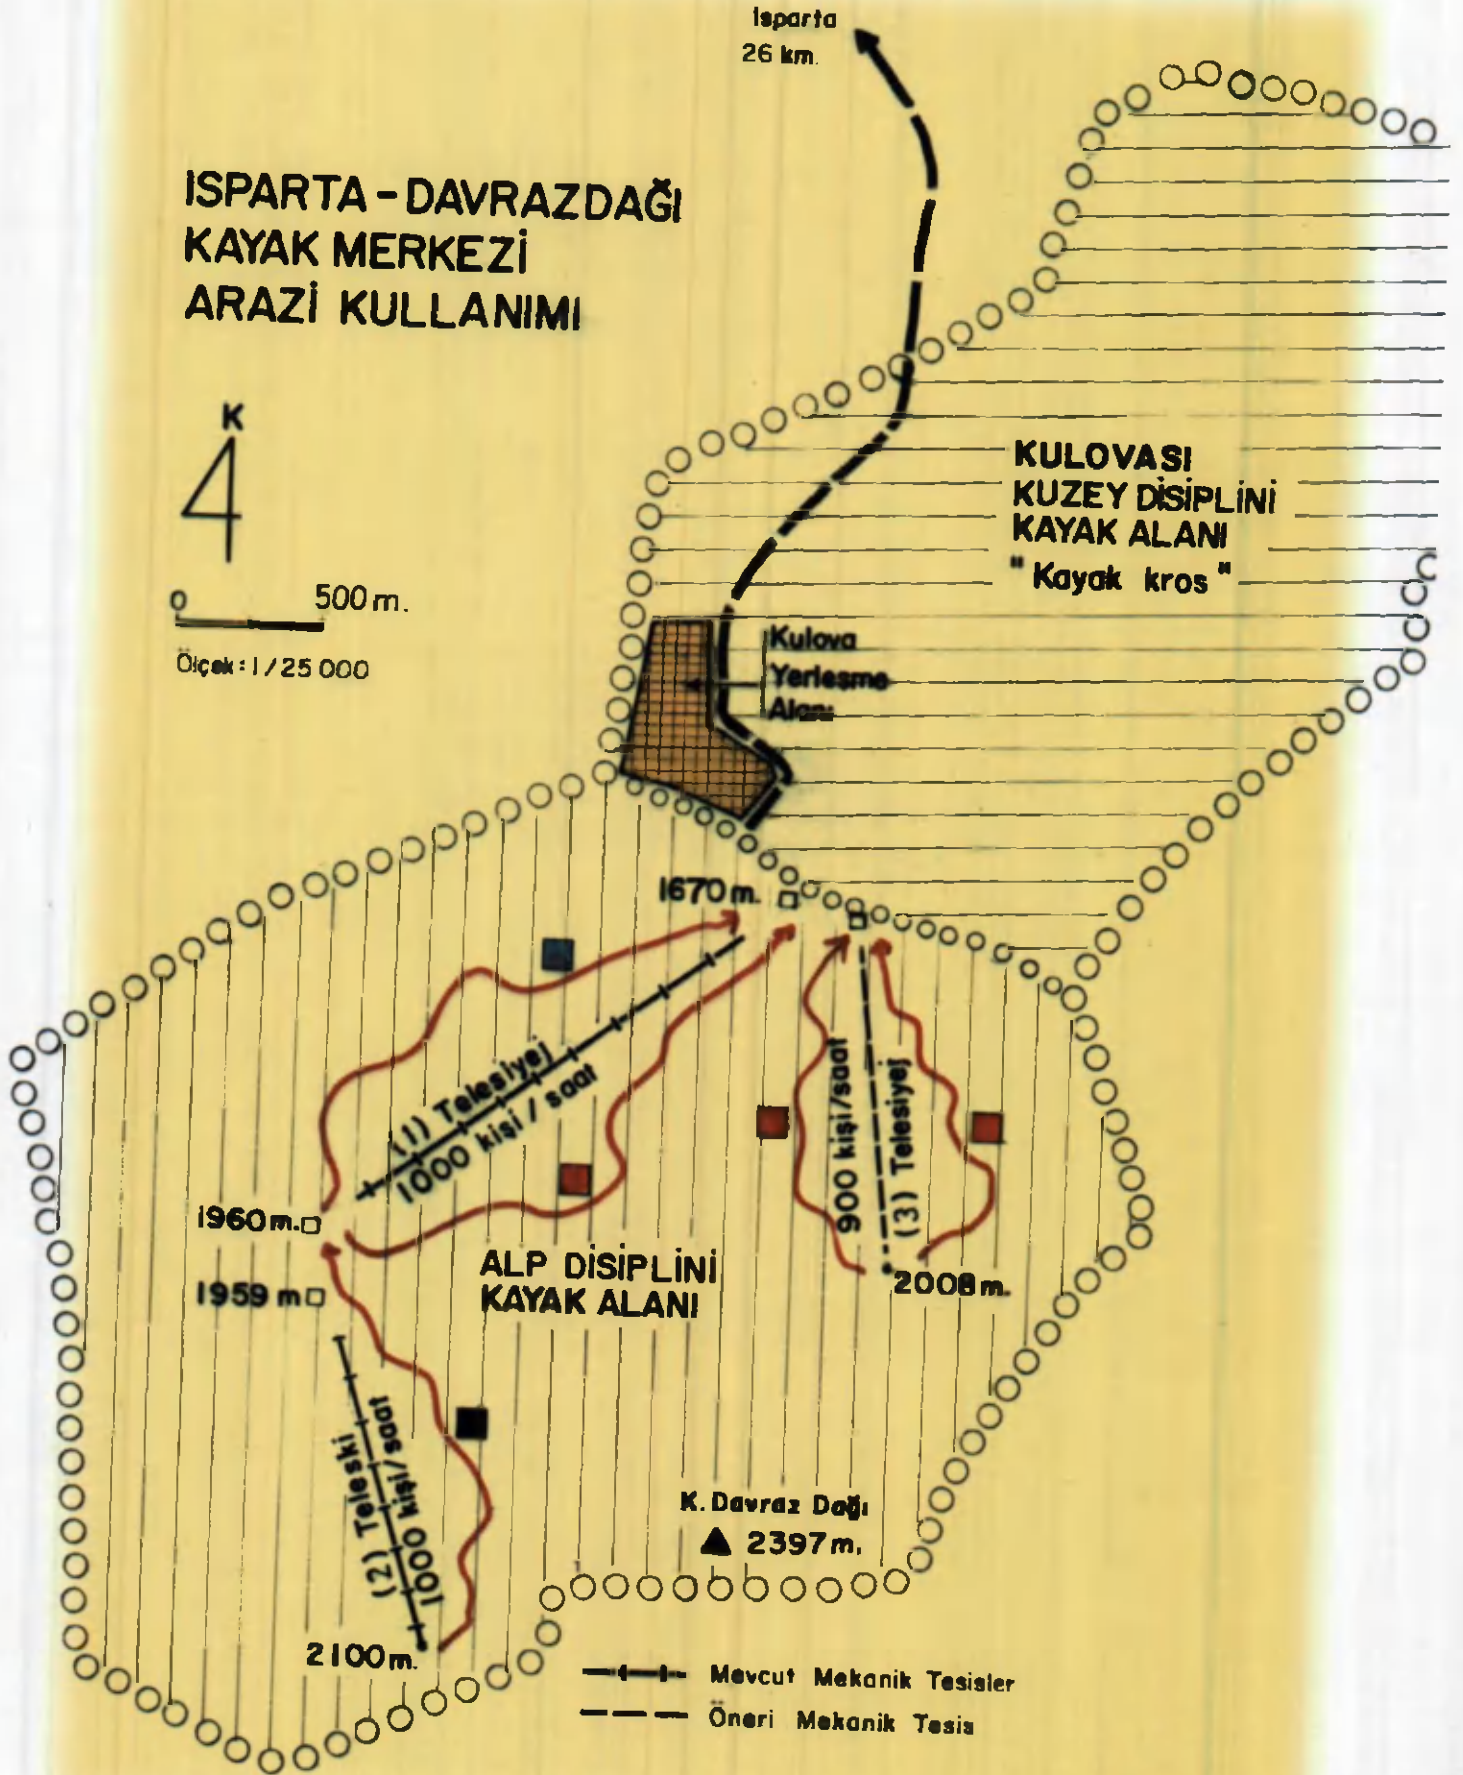 Isparta
26 km.
ISPARTA-DAVRAZDAĞI
KAYAK MERKEZİ
ARAZİ KULLANIMI
K
0 500 m.
Ölçek: 1/25 000
KULOVASI
KUZEY DİSİPLİNİ
KAYAK ALANI
"Kayak kros"
Kulova
Yerleşme
Alanı
1670 m.
(1) Telesiyej
1000 kişi / saat
900 kişi/saat
(3) Telesiyej
1960 m.
1959 m
ALP DİSİPLİNİ
KAYAK ALANI
2008 m.
(2) Teleski
1000 kişi/saat
K. Davraz Dağı
2397 m.
2100 m.
Mevcut Mekanik Tesisler
Öneri Mekanik Tesis